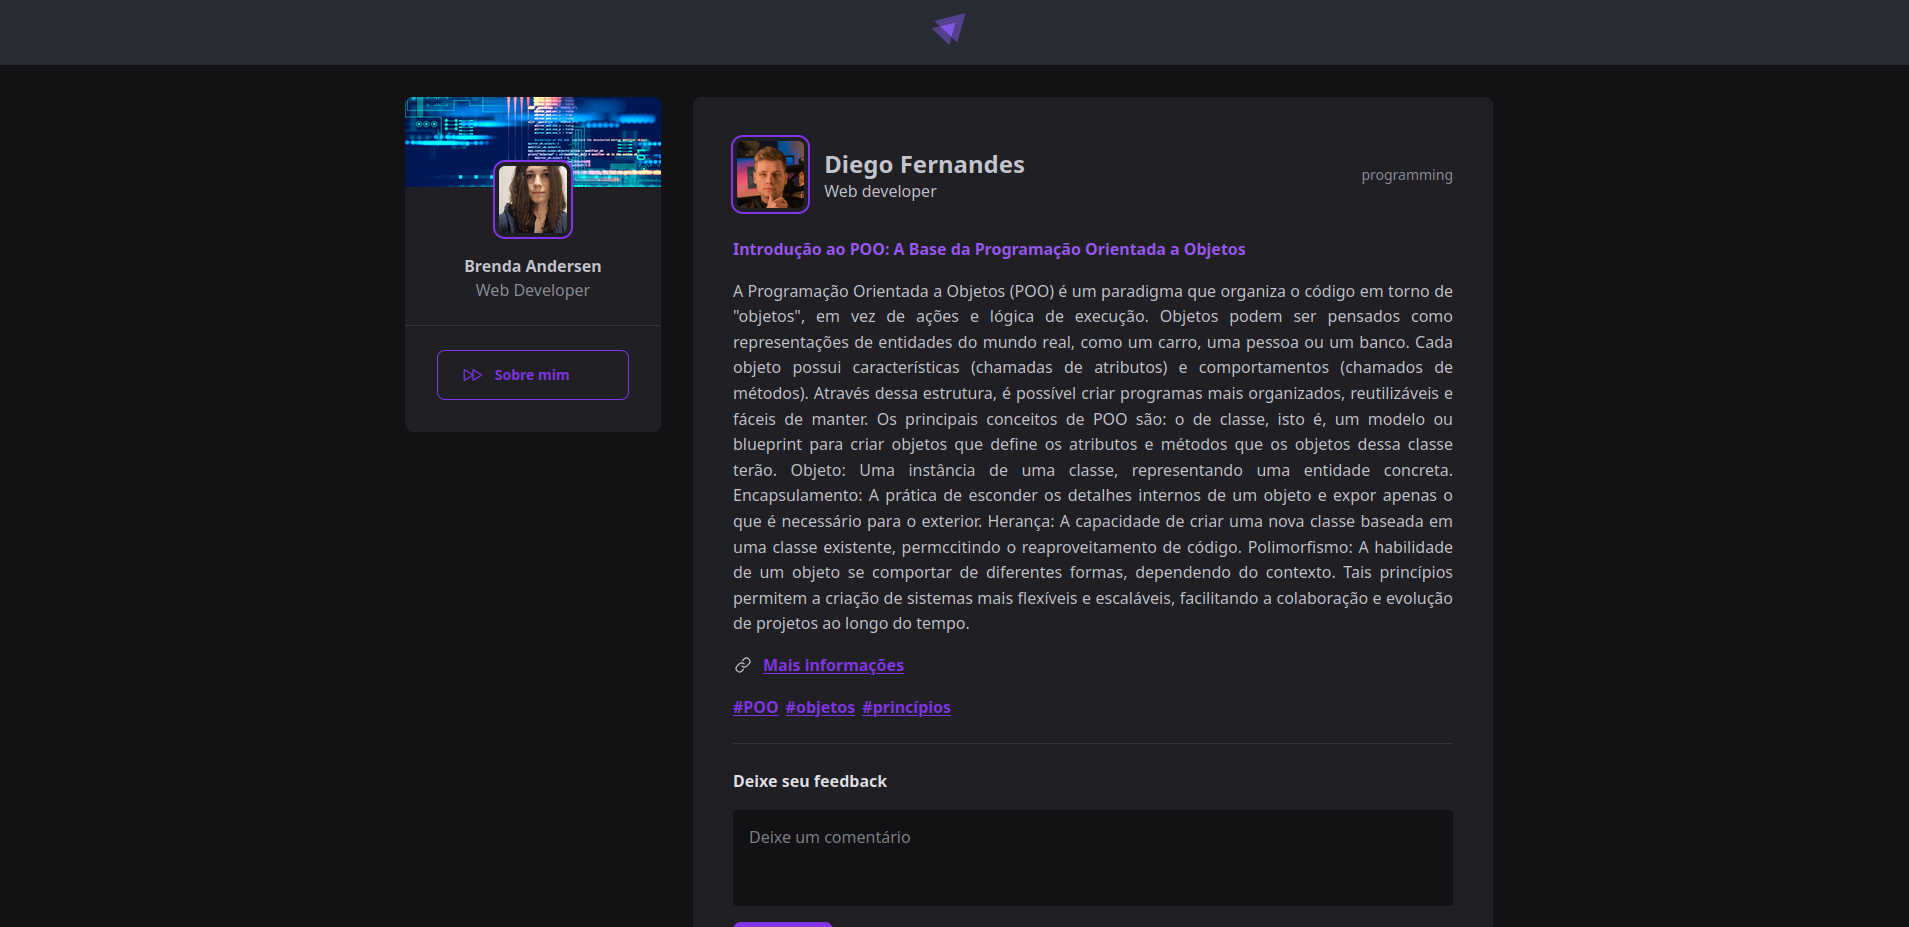 Brenda Andersen
Web Developer
Sobre mim
Diego Fernandes
Web developer
programming
Introdução ao POO: A Base da Programação Orientada a Objetos
A Programação Orientada a Objetos (POO) é um paradigma que organiza o código em torno de
"objetos", em vez de ações e lógica de execução. Objetos podem ser pensados como
representações de entidades do mundo real, como um carro, uma pessoa ou um banco. Cada
objeto possui características (chamadas de atributos) e comportamentos (chamados de
métodos). Através dessa estrutura, é possível criar programas mais organizados, reutilizáveis e
fáceis de manter. Os principais conceitos de POO são: o de classe, isto é, um modelo ou
blueprint para criar objetos que define os atributos e métodos que os objetos dessa classe
terão. Objeto: Uma instância de uma classe, representando uma entidade concreta.
Encapsulamento: A prática de esconder os detalhes internos de um objeto e expor apenas o
que é necessário para o exterior. Herança: A capacidade de criar uma nova classe baseada em
uma classe existente, permccitindo o reaproveitamento de código. Polimorfismo: A habilidade
de um objeto se comportar de diferentes formas, dependendo do contexto. Tais princípios
permitem a criação de sistemas mais flexíveis e escaláveis, facilitando a colaboração e evolução
de projetos ao longo do tempo.
Mais informações
#POO #objetos #princípios
Deixe seu feedback
Deixe um comentário